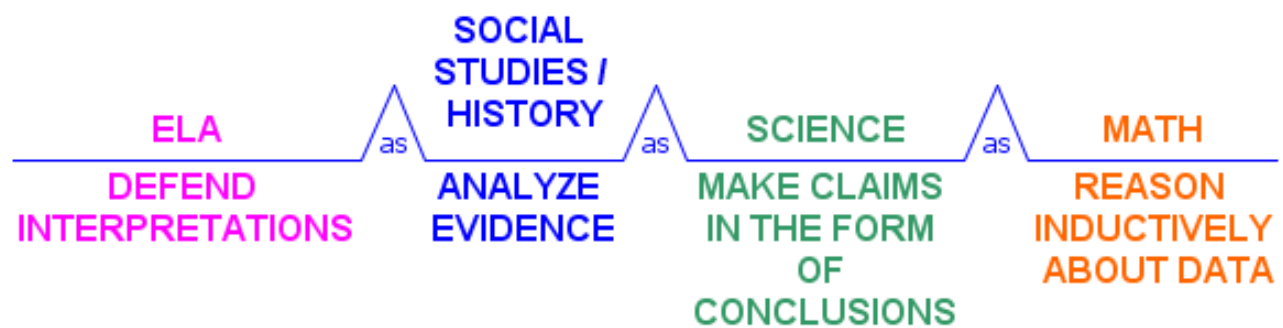 ELA
DEFEND
INTERPRETATIONS
as
SOCIAL
STUDIES /
HISTORY
ANALYZE
EVIDENCE
as
SCIENCE
MAKE CLAIMS
IN THE FORM
OF
CONCLUSIONS
as
MATH
REASON
INDUCTIVELY
ABOUT DATA